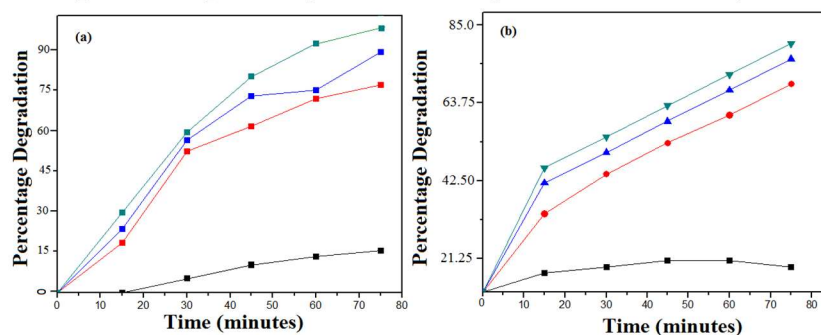 (a)
Percentage Degradation
90
75
60
45
30
15
0
0 10 20 30 40 50 60 70 80
Time (minutes)
(b)
Percentage Degradation
85.0
63.75
42.50
21.25
0 10 20 30 40 50 60 70 80
Time (minutes)